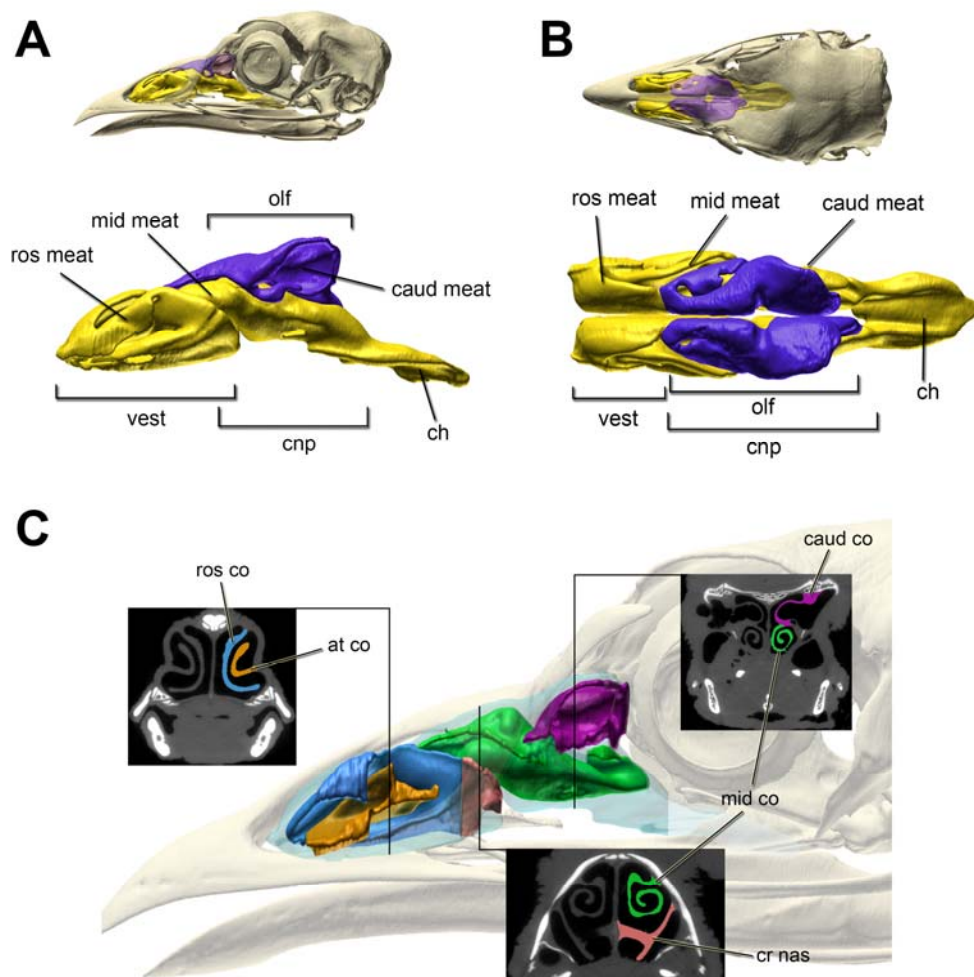 A
B
olf
mid meat
ros meat
caud meat
vest
cnp
ch
ros meat
mid meat
caud meat
vest
olf
cnp
ch
C
ros co
at co
caud co
mid co
cr nas